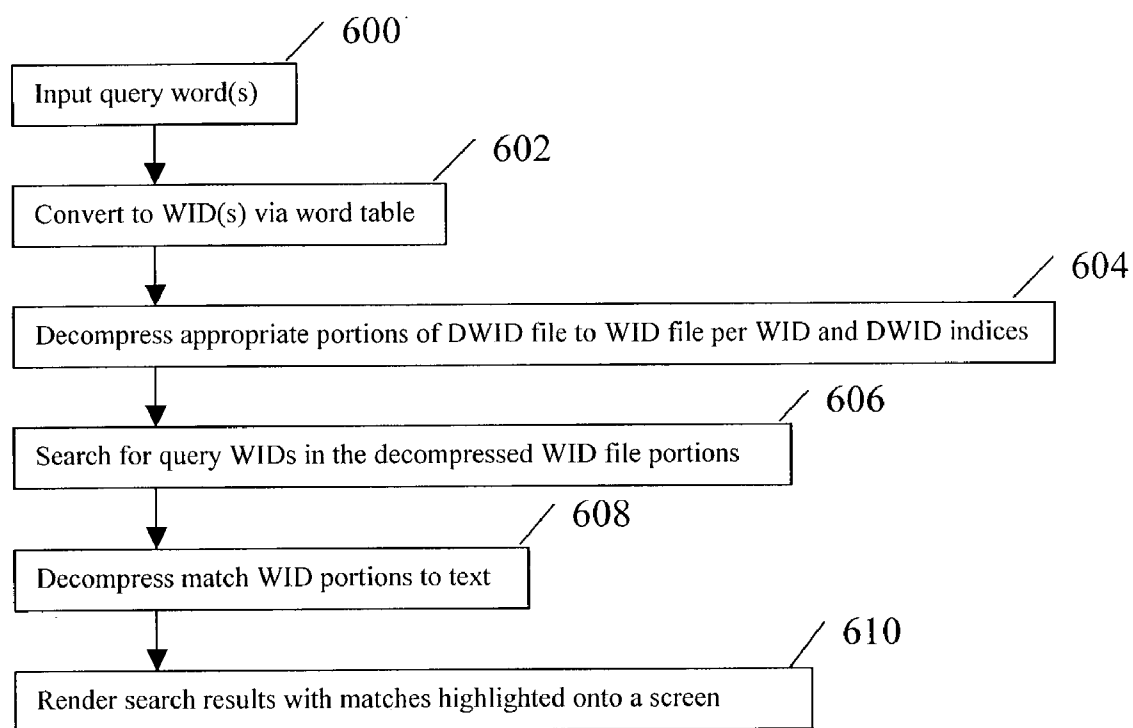 600
Input query word(s)
602
Convert to WID(s) via word table
604
Decompress appropriate portions of DWID file to WID file per WID and DWID indices
606
Search for query WIDs in the decompressed WID file portions
608
Decompress match WID portions to text
610
Render search results with matches highlighted onto a screen